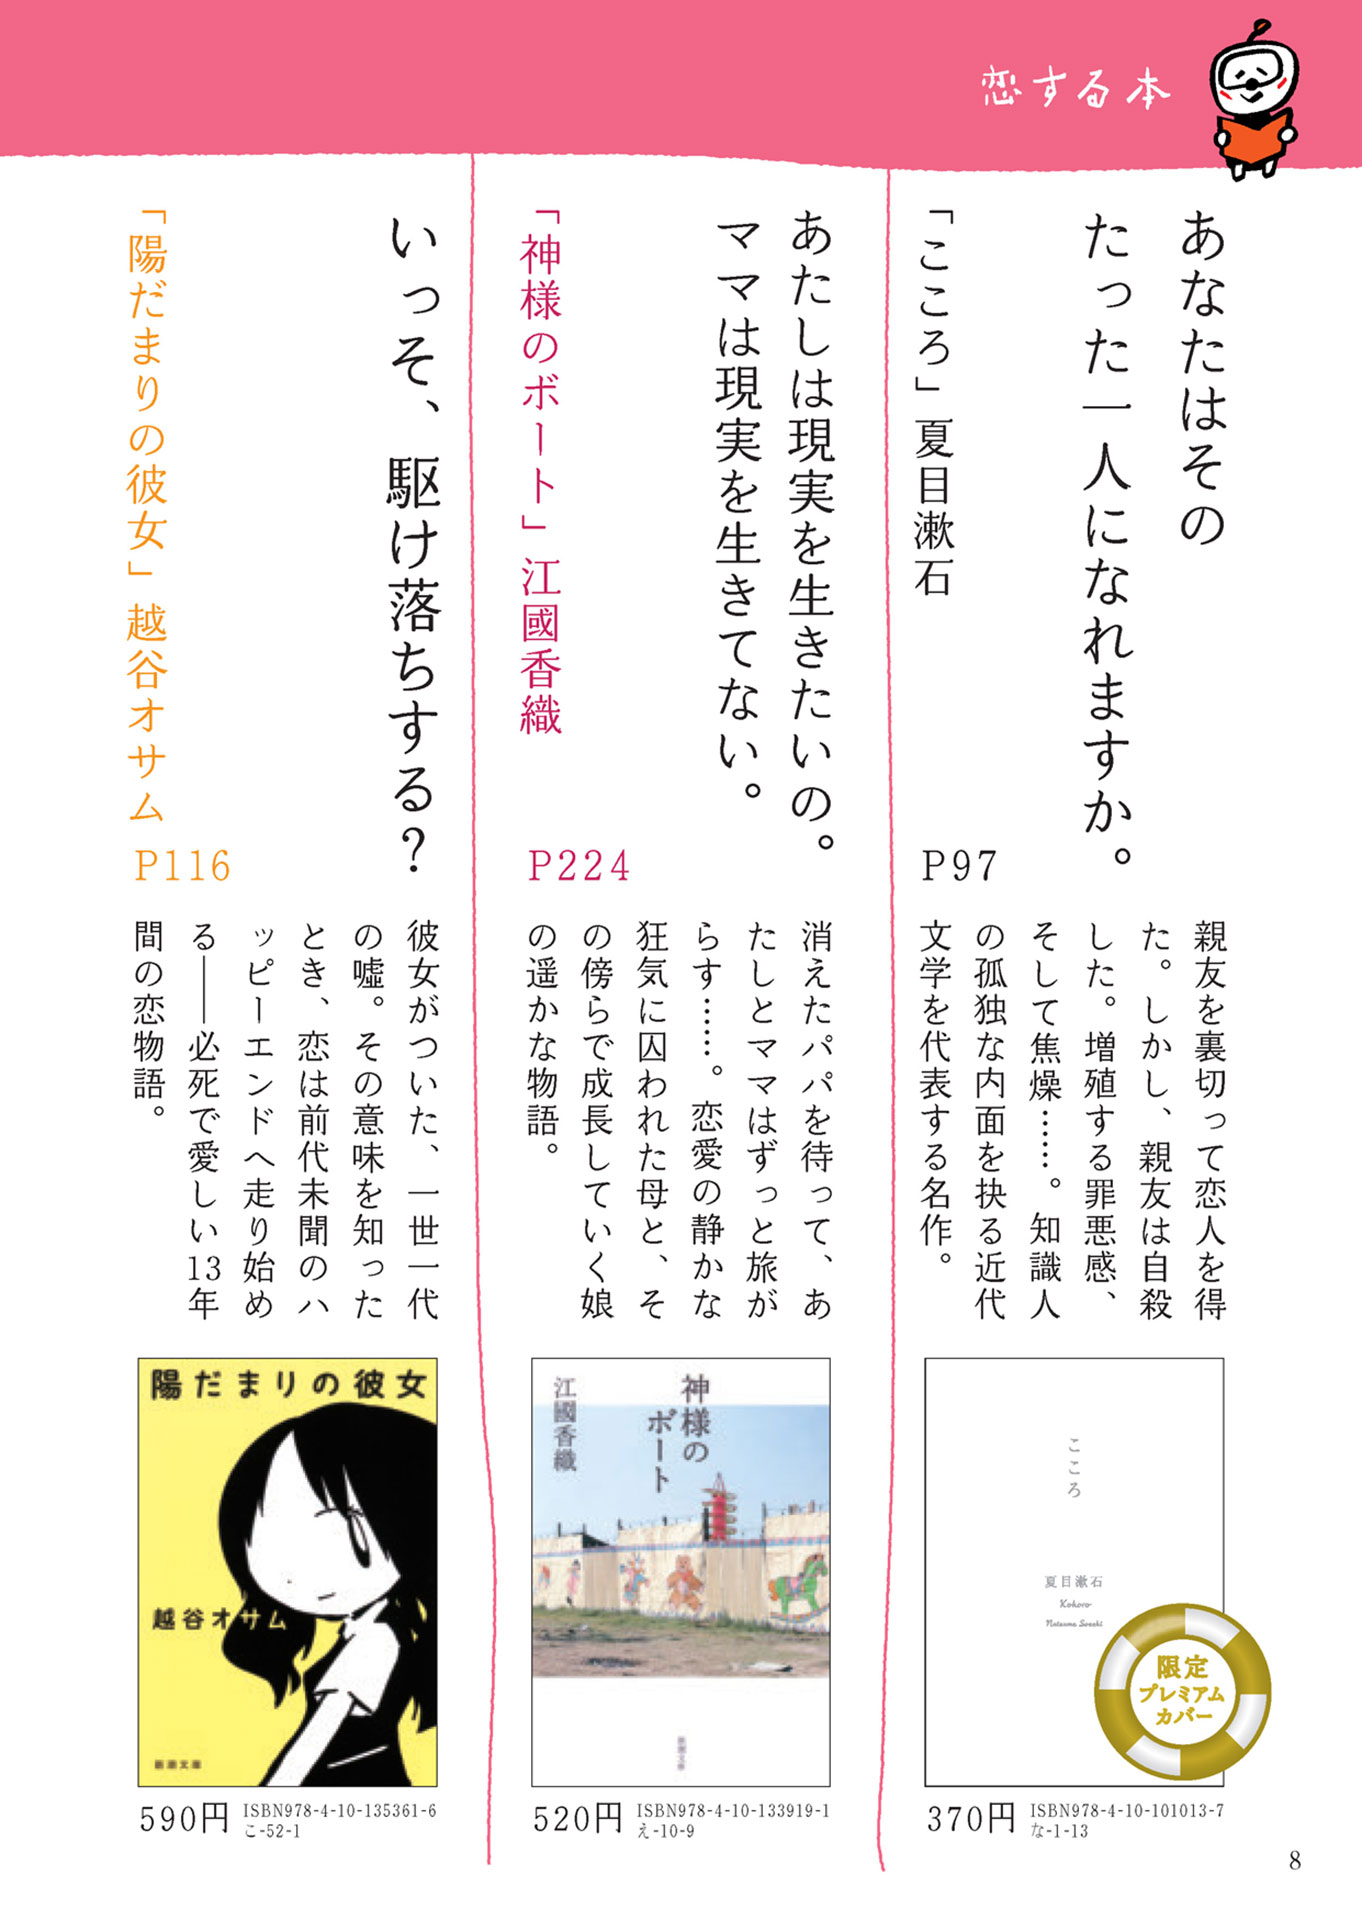 恋する本
あなたはその
たった一人になれますか。
「こころ」夏目漱石
P97
親友を裏切って恋人を得
た。しかし、親友は自殺
した。増殖する罪悪感、
そして焦燥……。知識人
の孤独な内面を抉る近代
文学を代表する名作。
こころ
夏目漱石
Kokoro
Natsume Soseki
限定
プレミアム
カバー
370円
ISBN978-4-10-101013-7
な-1-13
あたしは現実を生きたいの。
ママは現実を生きてない。
「神様のボート」江國香織
P224
消えたパパを待って、あ
たしとママはずっと旅が
らす……。恋愛の静かな
狂気に囚われた母と、そ
の傍らで成長していく娘
の遥かな物語。
神様の
ボート
江國香織
新潮文庫
520円
ISBN978-4-10-133919-1
え-10-9
いっそ、駆け落ちする?
「陽だまりの彼女」越谷オサム
P116
彼女がついた、一世一代
の嘘。その意味を知った
とき、恋は前代未聞のハ
ッピーエンドへ走り始め
る――必死で愛しい13年
間の恋物語。
陽だまりの彼女
越谷オサム
新潮文庫
590円
ISBN978-4-10-135361-6
こ-52-1
8